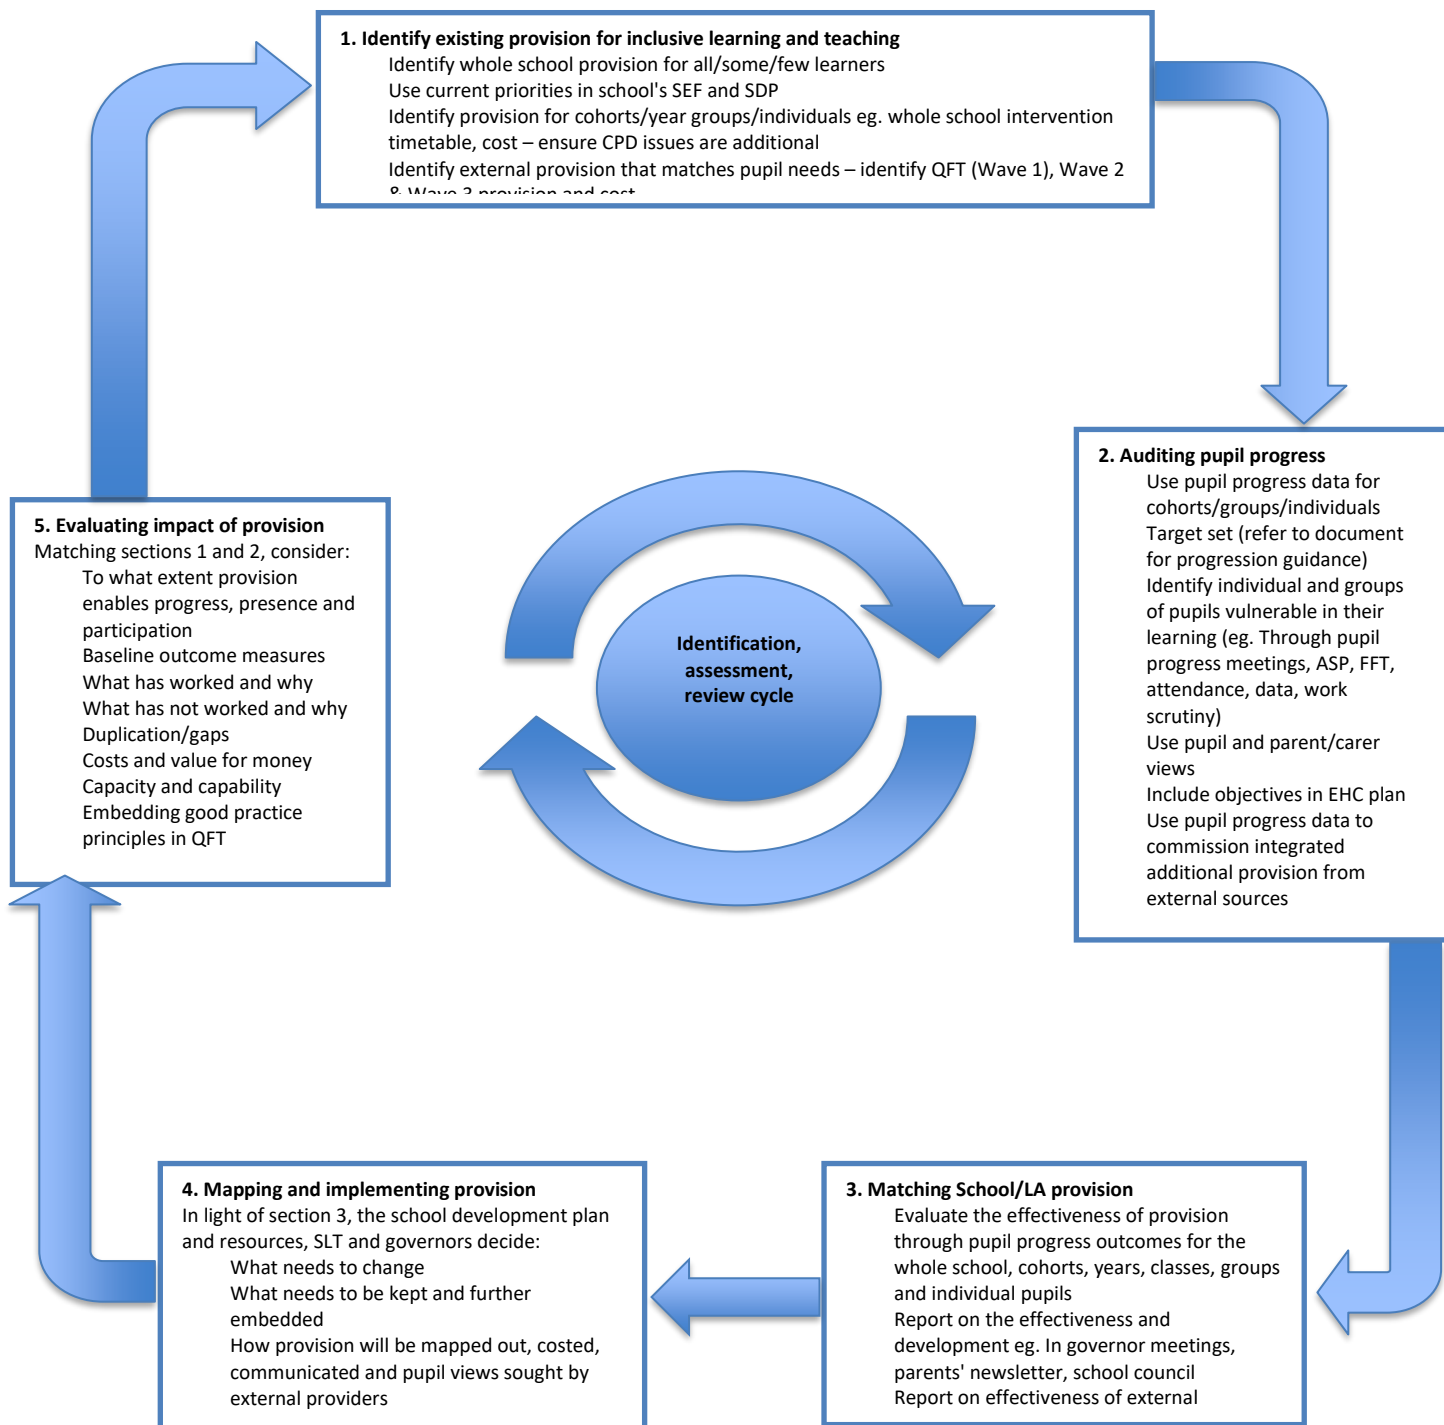 1. Identify existing provision for inclusive learning and teaching
Identify whole school provision for all/some/few learners
Use current priorities in school's SEF and SDP
Identify provision for cohorts/year groups/individuals eg. whole school intervention
timetable, cost – ensure CPD issues are additional
Identify external provision that matches pupil needs – identify QFT (Wave 1), Wave 2
& Wave 3 provision and cost
2. Auditing pupil progress
Use pupil progress data for
cohorts/groups/individuals
Target set (refer to document
for progression guidance)
Identify individual and groups
of pupils vulnerable in their
learning (eg. Through pupil
progress meetings, ASP, FFT,
attendance, data, work
scrutiny)
Use pupil and parent/carer
views
Include objectives in EHC plan
Use pupil progress data to
commission integrated
additional provision from
external sources
3. Matching School/LA provision
Evaluate the effectiveness of provision
through pupil progress outcomes for the
whole school, cohorts, years, classes, groups
and individual pupils
Report on the effectiveness and
development eg. In governor meetings,
parents' newsletter, school council
Report on effectiveness of external
4. Mapping and implementing provision
In light of section 3, the school development plan
and resources, SLT and governors decide:
What needs to change
What needs to be kept and further
embedded
How provision will be mapped out, costed,
communicated and pupil views sought by
external providers
5. Evaluating impact of provision
Matching sections 1 and 2, consider:
To what extent provision
enables progress, presence and
participation
Baseline outcome measures
What has worked and why
What has not worked and why
Duplication/gaps
Costs and value for money
Capacity and capability
Embedding good practice
principles in QFT
Identification,
assessment,
review cycle